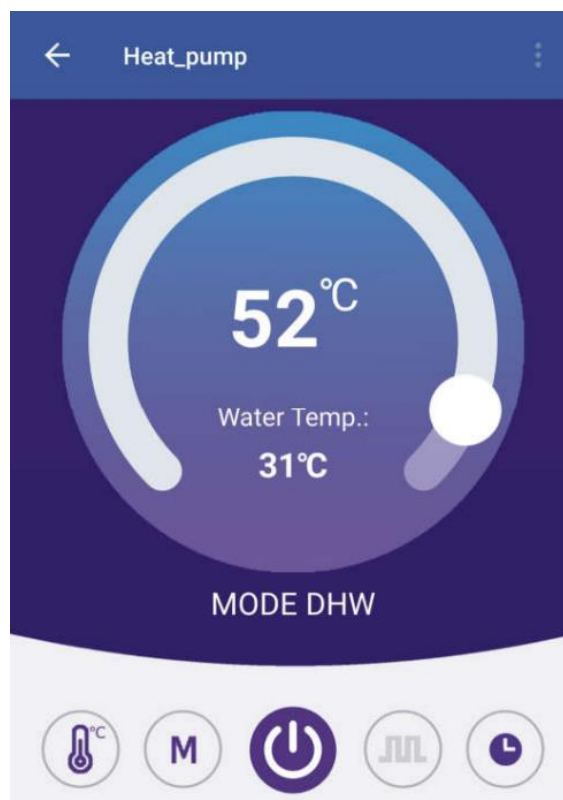 Heat_pump
52°C
Water Temp.:
31°C
MODE DHW
°C
M